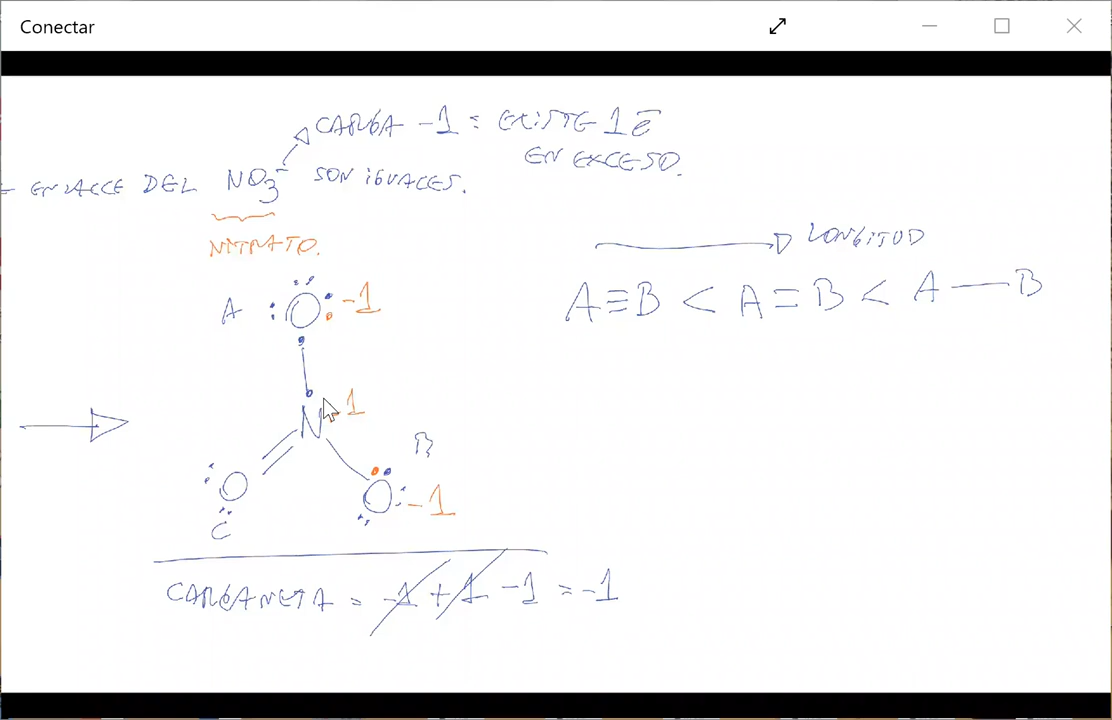 Conectar
CARGA -1 = EXISTE 1 ē
EN EXCESO.
ENLACCE DEL NO3- SON IGUALES.
NITRATO.
LONGITUD
A≡B < A=B < A—B
A :O: -1
N 1
B
O -1
O
C
CARGA NETA = -1 + 1 - 1 = -1